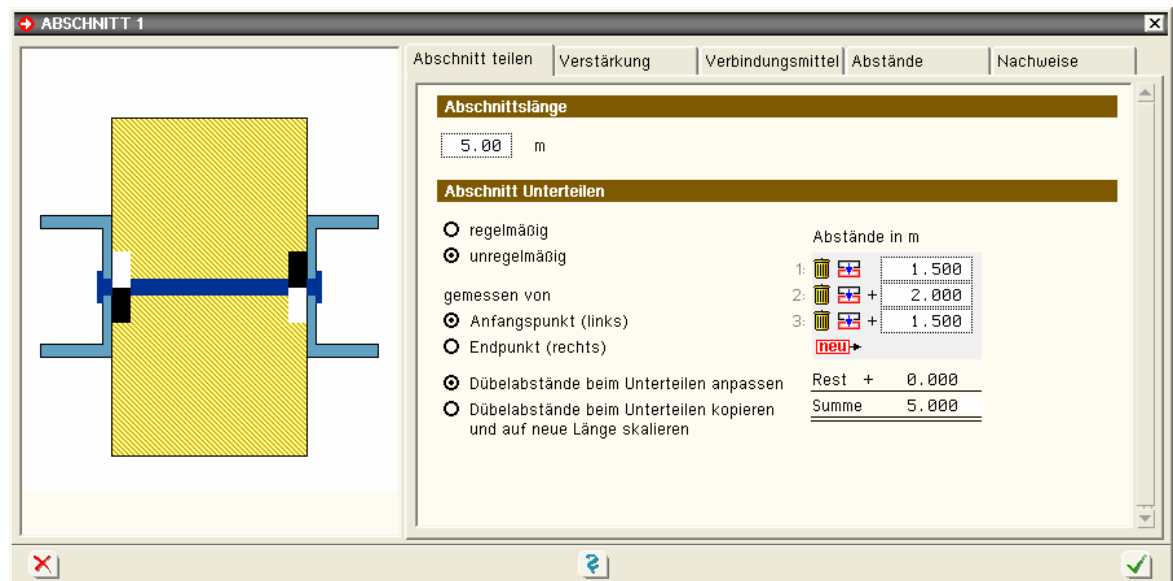 ABSCHNITT 1
Abschnitt teilen Verstärkung Verbindungsmittel Abstände Nachweise
Abschnittslänge
5.00 m
Abschnitt Unterteilen
regelmäßig
unregelmäßig
gemessen von
Anfangspunkt (links)
Endpunkt (rechts)
Dübelabstände beim Unterteilen anpassen
Dübelabstände beim Unterteilen kopieren
und auf neue Länge skalieren
Abstände in m
1: 1.500
2: + 2.000
3: + 1.500
neu
Rest + 0.000
Summe 5.000